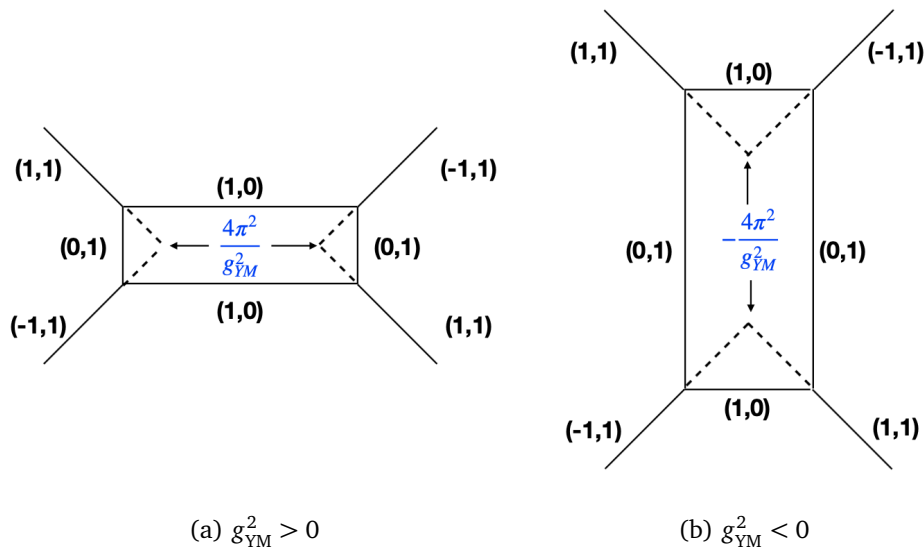 (1,1)
(1,0)
(-1,1)
(1,1)
(1,0)
(-1,1)
(0,1)
4π²
g²_YM
(0,1)
(0,1)
−4π²
g²_YM
(0,1)
(-1,1)
(1,0)
(1,1)
(1,0)
(-1,1)
(1,1)
(a) g²_YM > 0
(b) g²_YM < 0